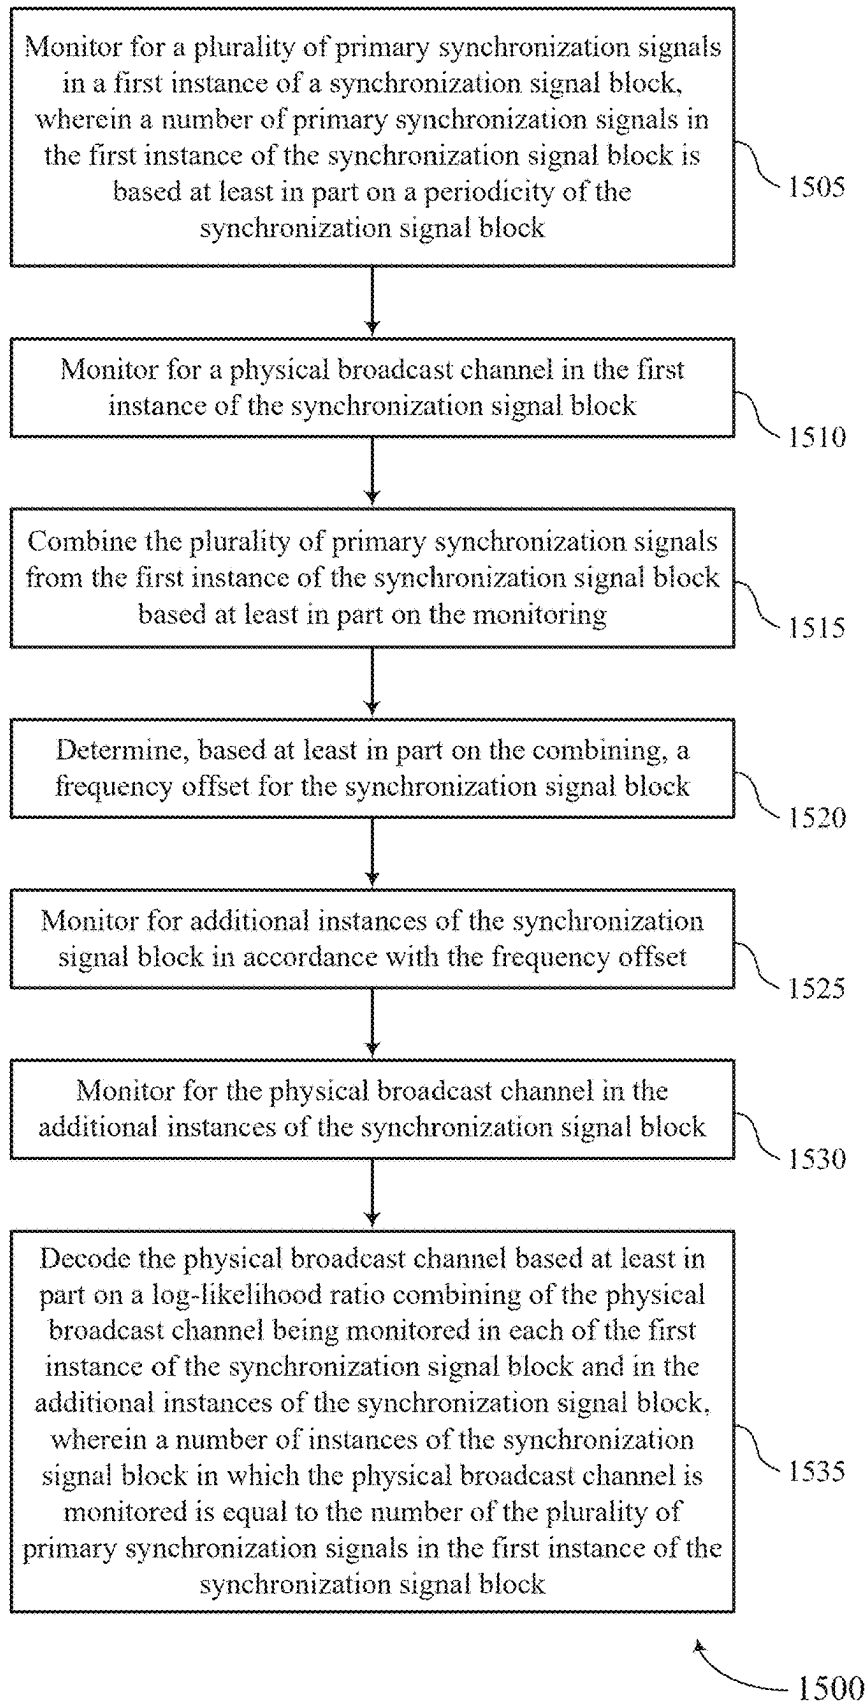 Monitor for a plurality of primary synchronization signals
in a first instance of a synchronization signal block,
wherein a number of primary synchronization signals in
the first instance of the synchronization signal block is
based at least in part on a periodicity of the
synchronization signal block
1505
Monitor for a physical broadcast channel in the first
instance of the synchronization signal block
1510
Combine the plurality of primary synchronization signals
from the first instance of the synchronization signal block
based at least in part on the monitoring
1515
Determine, based at least in part on the combining, a
frequency offset for the synchronization signal block
1520
Monitor for additional instances of the synchronization
signal block in accordance with the frequency offset
1525
Monitor for the physical broadcast channel in the
additional instances of the synchronization signal block
1530
Decode the physical broadcast channel based at least in
part on a log-likelihood ratio combining of the physical
broadcast channel being monitored in each of the first
instance of the synchronization signal block and in the
additional instances of the synchronization signal block,
wherein a number of instances of the synchronization
signal block in which the physical broadcast channel is
monitored is equal to the number of the plurality of
primary synchronization signals in the first instance of the
synchronization signal block
1535
1500